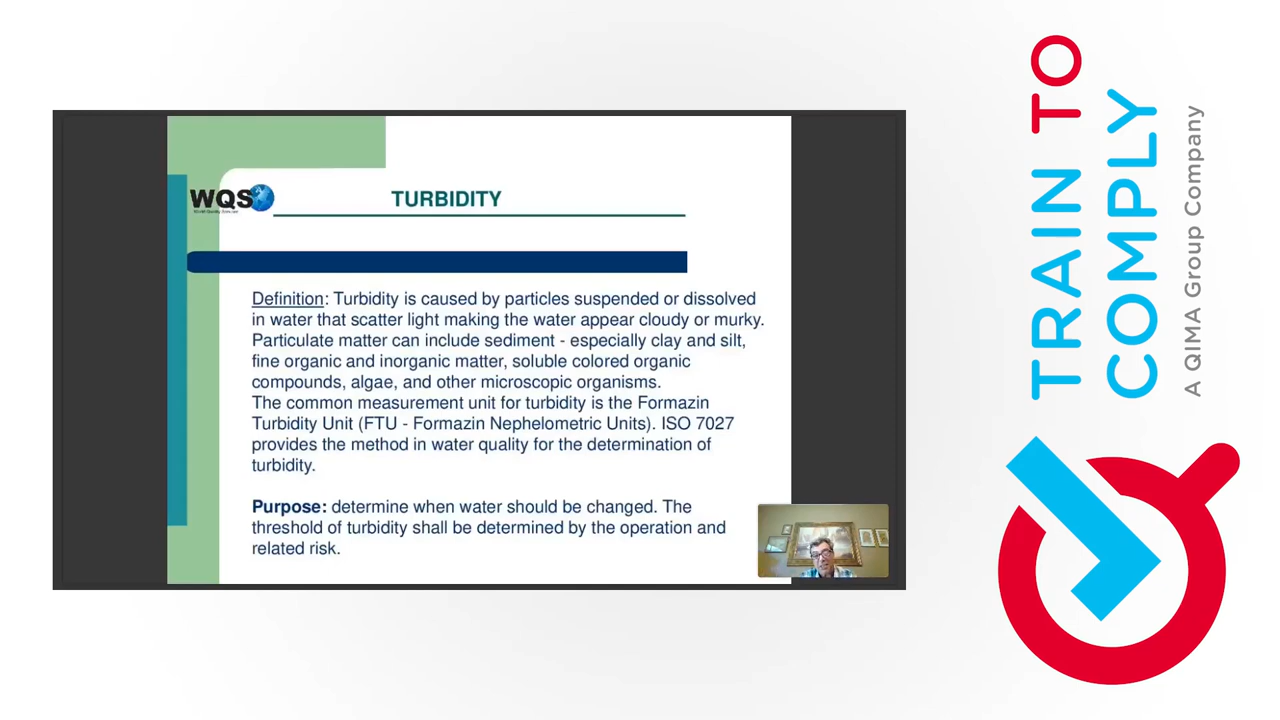 WQS
TURBIDITY
Definition: Turbidity is caused by particles suspended or dissolved
in water that scatter light making the water appear cloudy or murky.
Particulate matter can include sediment - especially clay and silt,
fine organic and inorganic matter, soluble colored organic
compounds, algae, and other microscopic organisms.
The common measurement unit for turbidity is the Formazin
Turbidity Unit (FTU - Formazin Nephelometric Units). ISO 7027
provides the method in water quality for the determination of
turbidity.
Purpose: determine when water should be changed. The
threshold of turbidity shall be determined by the operation and
related risk.
TRAIN TO
COMPLY
A QIMA Group Company